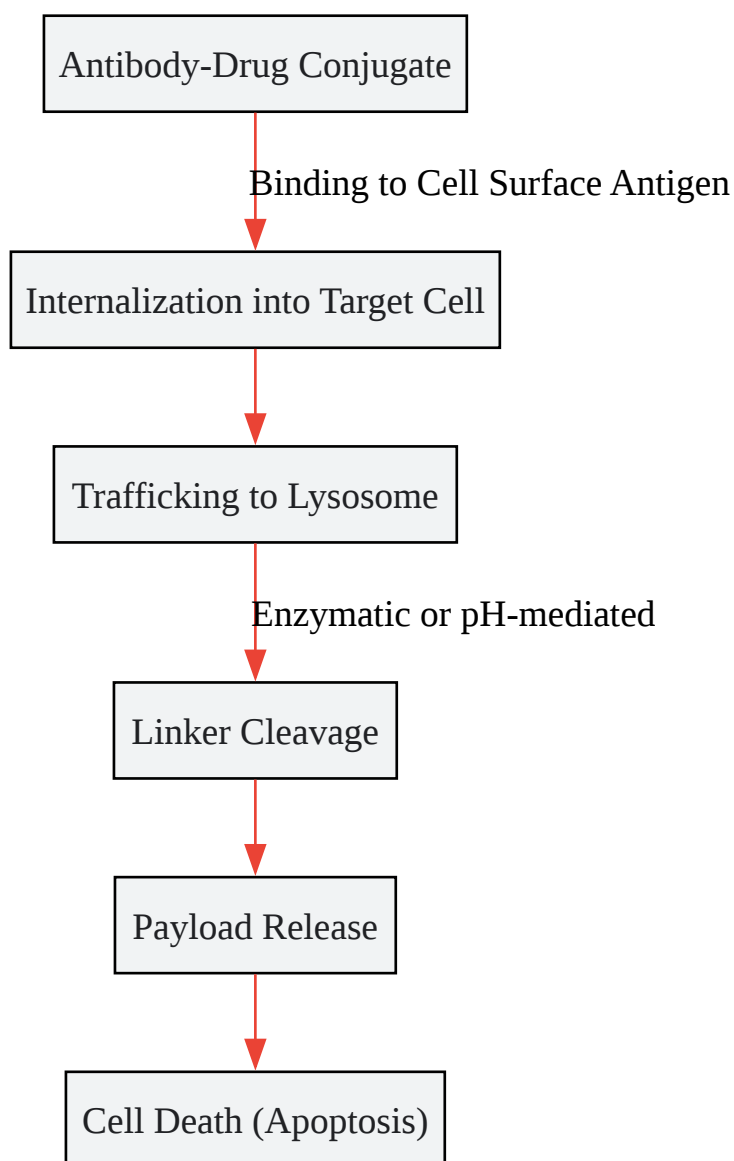 Antibody-Drug Conjugate
Binding to Cell Surface Antigen
Internalization into Target Cell
Trafficking to Lysosome
Enzymatic or pH-mediated
Linker Cleavage
Payload Release
Cell Death (Apoptosis)